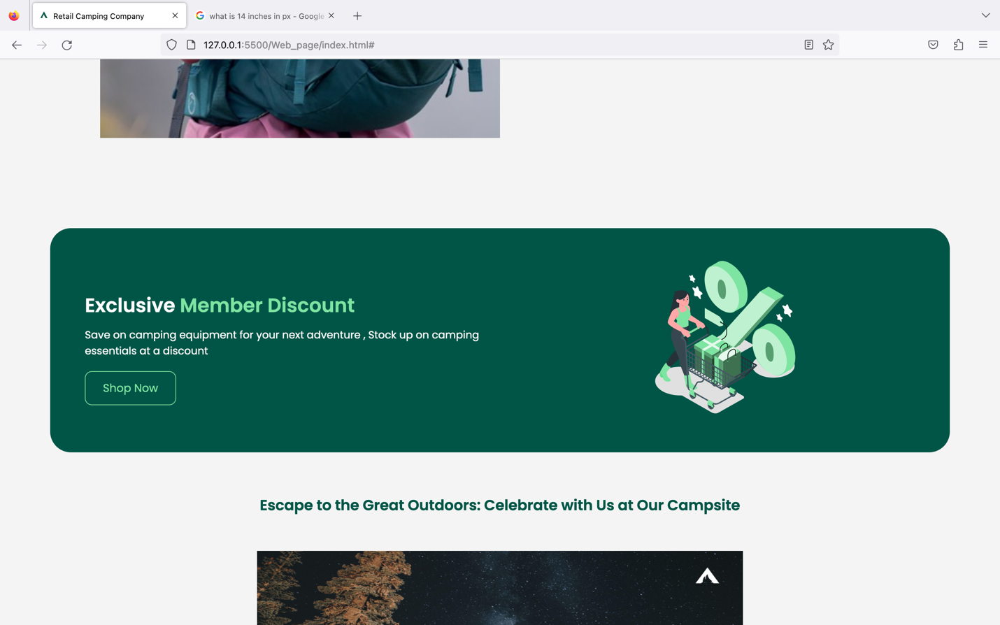 Retail Camping Company
what is 14 inches in px - Google
127.0.0.1:5500/Web_page/index.html#
Exclusive Member Discount
Save on camping equipment for your next adventure , Stock up on camping
essentials at a discount
Shop Now
Escape to the Great Outdoors: Celebrate with Us at Our Campsite